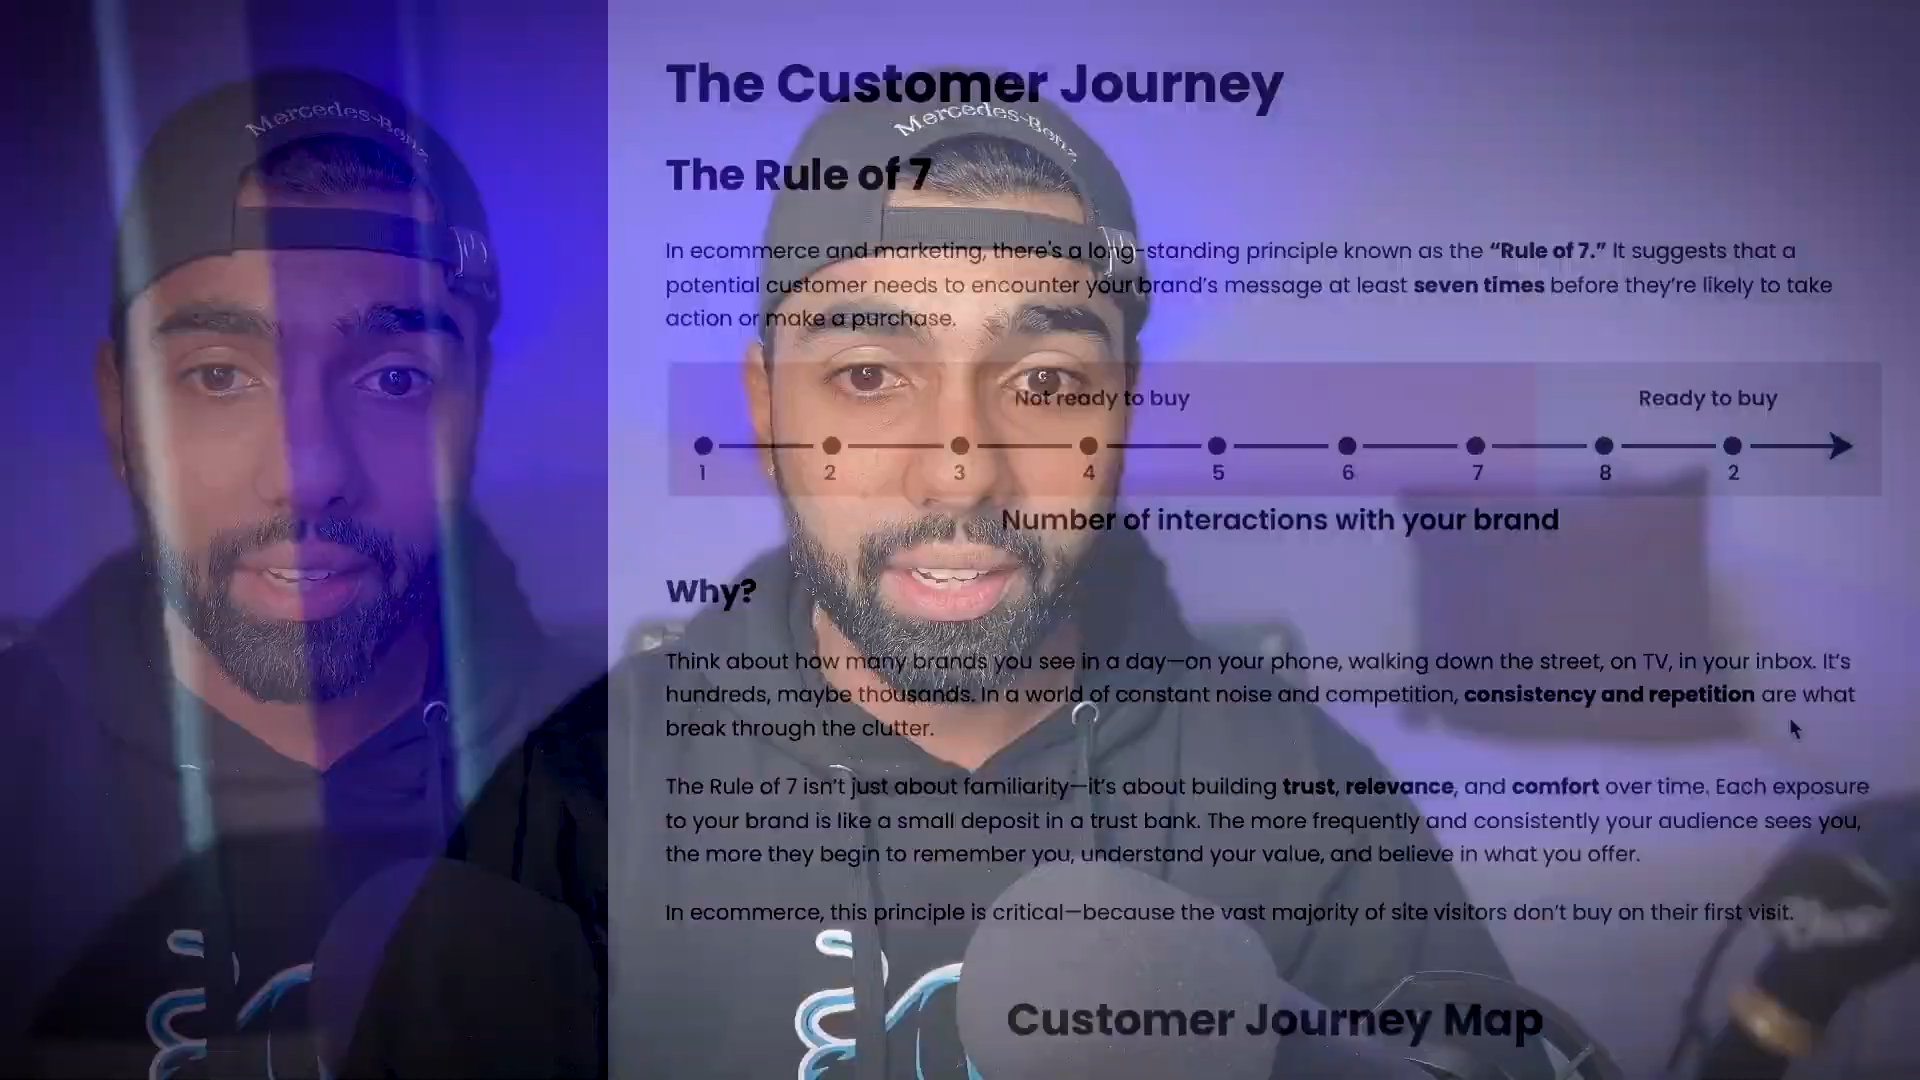 Mercedes-Benz
Mercedes-Benz
The Customer Journey
The Rule of 7
In ecommerce and marketing, there's a long-standing principle known as the “Rule of 7.” It suggests that a
potential customer needs to encounter your brand’s message at least seven times before they’re likely to take
action or make a purchase.
Not ready to buy
Ready to buy
1 2 3 4 5 6 7 8 2
Number of interactions with your brand
Why?
Think about how many brands you see in a day—on your phone, walking down the street, on TV, in your inbox. It’s
hundreds, maybe thousands. In a world of constant noise and competition, consistency and repetition are what
break through the clutter.
The Rule of 7 isn’t just about familiarity—it’s about building trust, relevance, and comfort over time. Each exposure
to your brand is like a small deposit in a trust bank. The more frequently and consistently your audience sees you,
the more they begin to remember you, understand your value, and believe in what you offer.
In ecommerce, this principle is critical—because the vast majority of site visitors don’t buy on their first visit.
Customer Journey Map